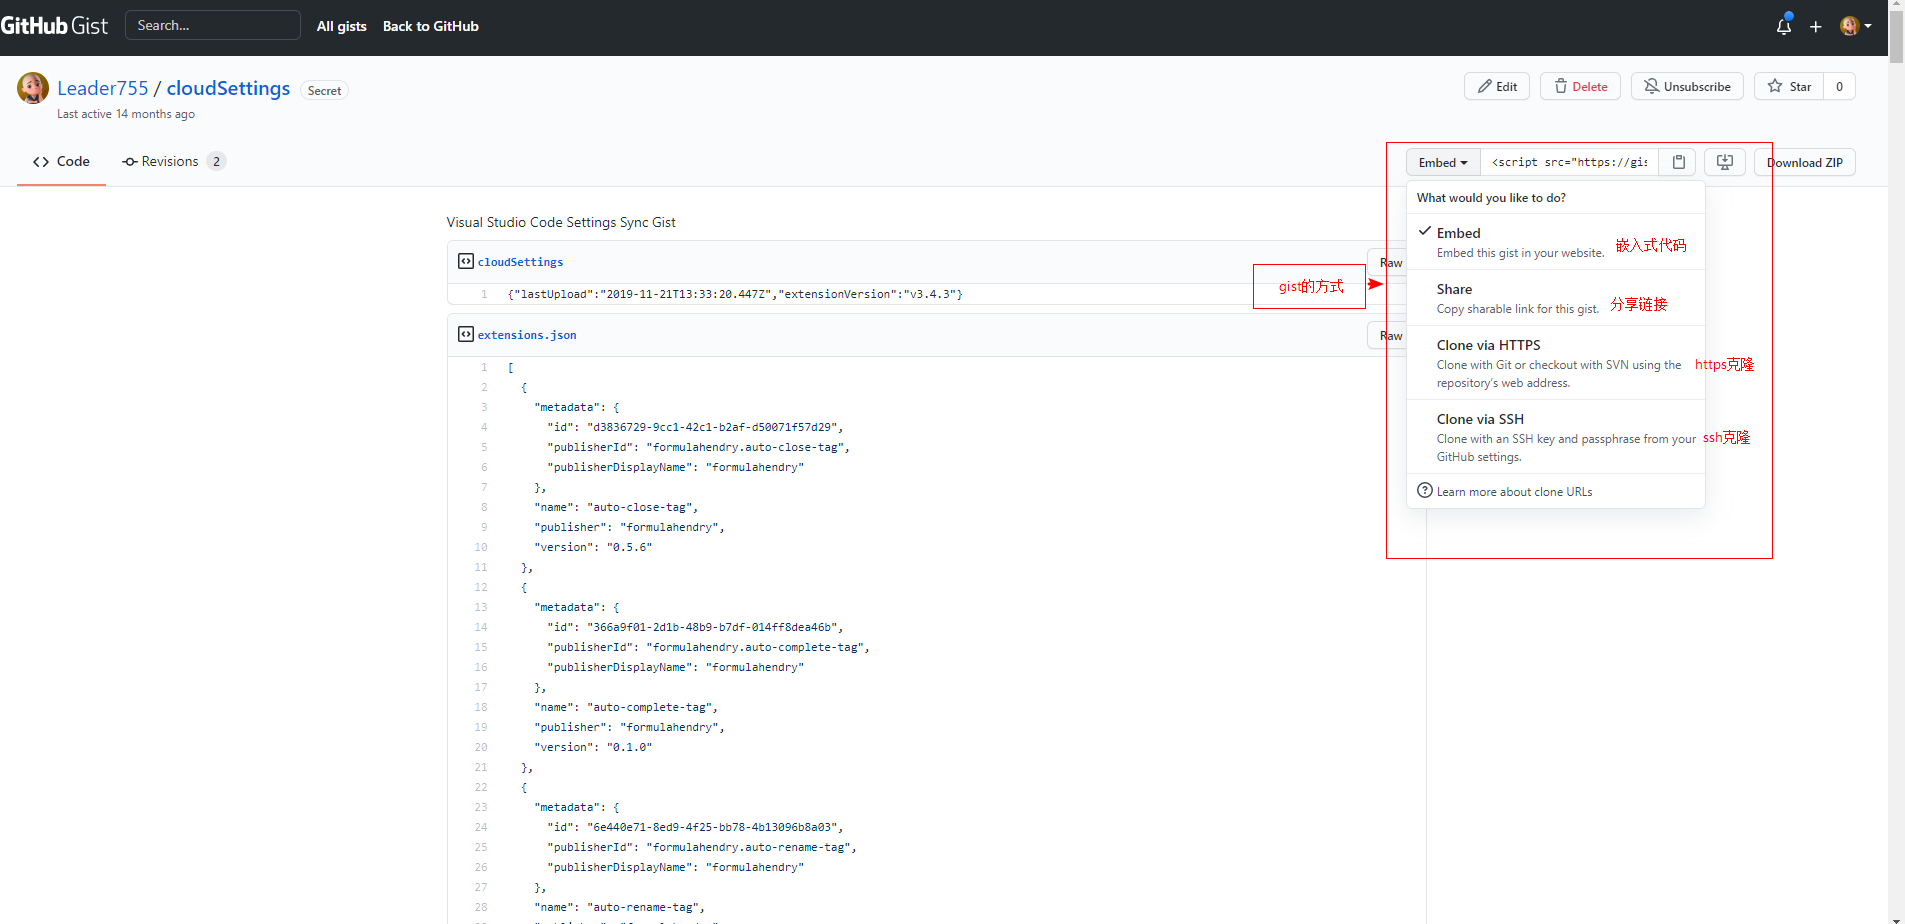 GitHub Gist Search... All gists Back to GitHub
Leader755 / cloudSettings Secret
Last active 14 months ago
Edit Delete Unsubscribe Star 0
Code Revisions 2
Embed <script src="https://gis Download ZIP
What would you like to do?
Embed
Embed this gist in your website.
嵌入式代码
Share
Copy sharable link for this gist.
分享链接
Clone via HTTPS
Clone with Git or checkout with SVN using the
repository's web address.
https克隆
Clone via SSH
Clone with an SSH key and passphrase from your
GitHub settings.
ssh克隆
Learn more about clone URLs
gist的方式
Visual Studio Code Settings Sync Gist
cloudSettings Raw
1 {"lastUpload":"2019-11-21T13:33:20.447Z","extensionVersion":"v3.4.3"}
extensions.json Raw
1 [
2 {
3 "metadata": {
4 "id": "d3836729-9cc1-42c1-b2af-d50071f57d29",
5 "publisherId": "formulahendry.auto-close-tag",
6 "publisherDisplayName": "formulahendry"
7 },
8 "name": "auto-close-tag",
9 "publisher": "formulahendry",
10 "version": "0.5.6"
11 },
12 {
13 "metadata": {
14 "id": "366a9f01-2d1b-48b9-b7df-014ff8dea46b",
15 "publisherId": "formulahendry.auto-complete-tag",
16 "publisherDisplayName": "formulahendry"
17 },
18 "name": "auto-complete-tag",
19 "publisher": "formulahendry",
20 "version": "0.1.0"
21 },
22 {
23 "metadata": {
24 "id": "6e440e71-8ed9-4f25-bb78-4b13096b8a03",
25 "publisherId": "formulahendry.auto-rename-tag",
26 "publisherDisplayName": "formulahendry"
27 },
28 "name": "auto-rename-tag",